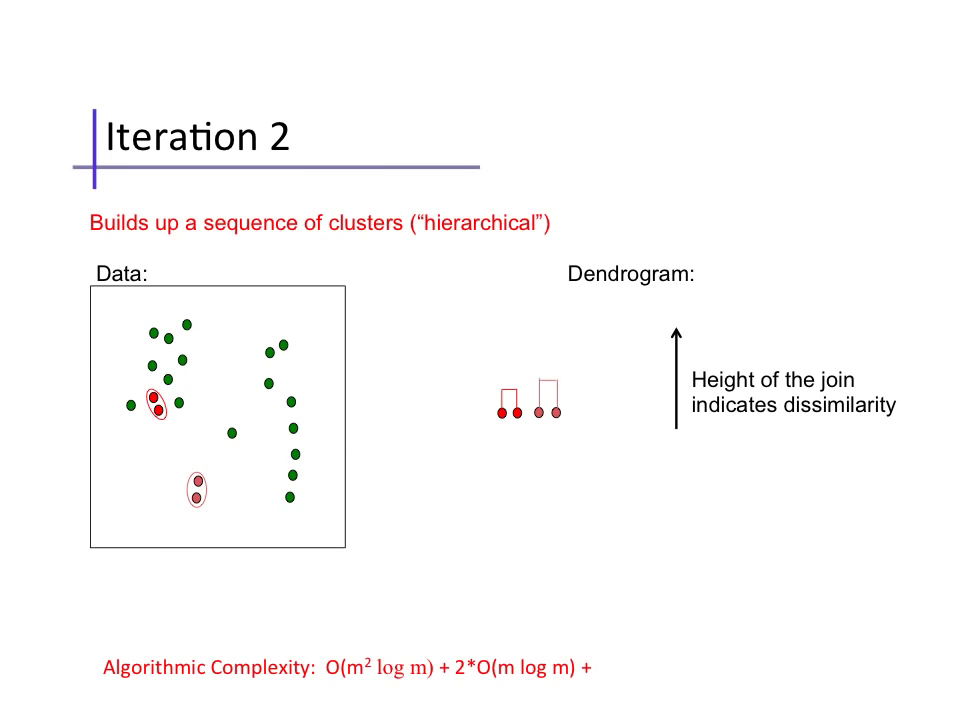 Iteration 2
Builds up a sequence of clusters (“hierarchical”)
Data:
Dendrogram:
Height of the join
indicates dissimilarity
Algorithmic Complexity: O(m² log m) + 2*O(m log m) +